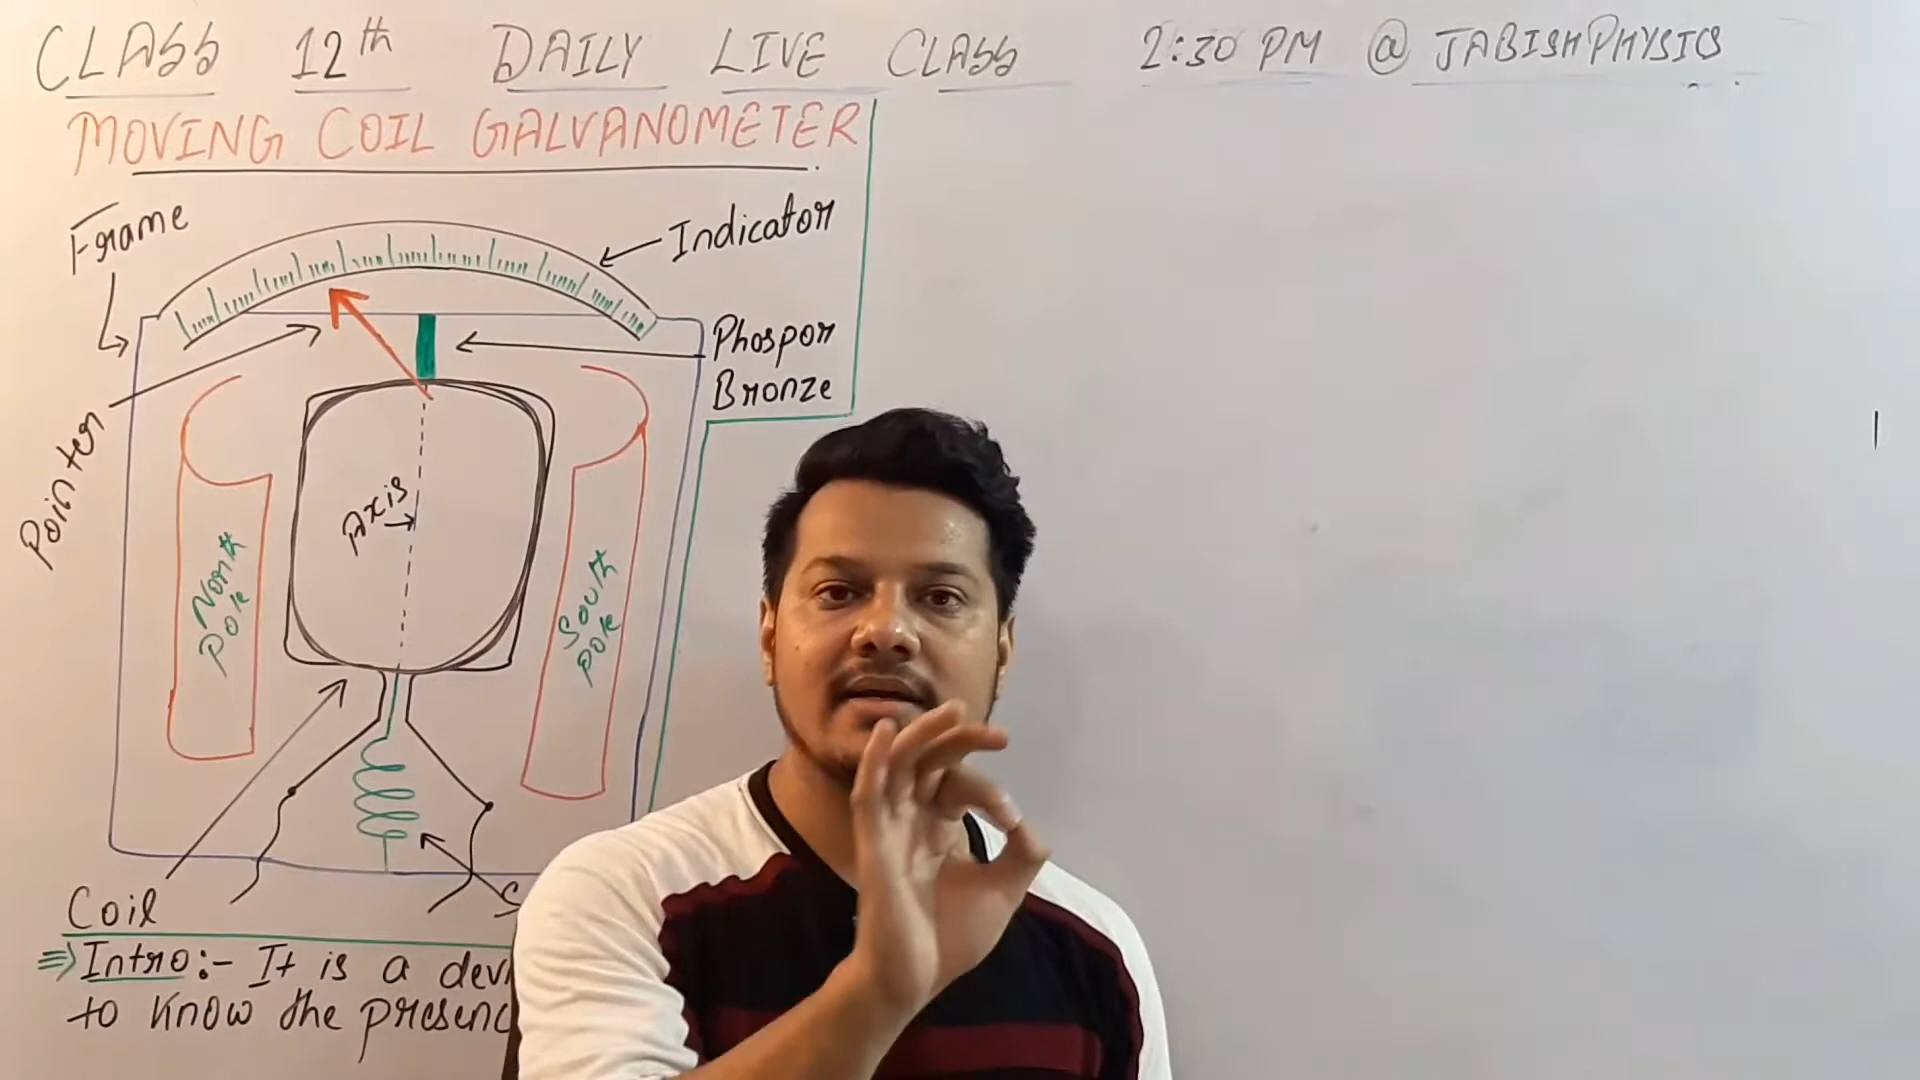 CLASS 12th DAILY LIVE CLASS 2:30 PM @ JABISHPHYSICS
MOVING COIL GALVANOMETER
Frame
Indicator
Phospor
Bronze
Pointer
Axis
North
Pole
South
Pole
Coil
S
⇒ Intro:- It is a dev
to know the presenc